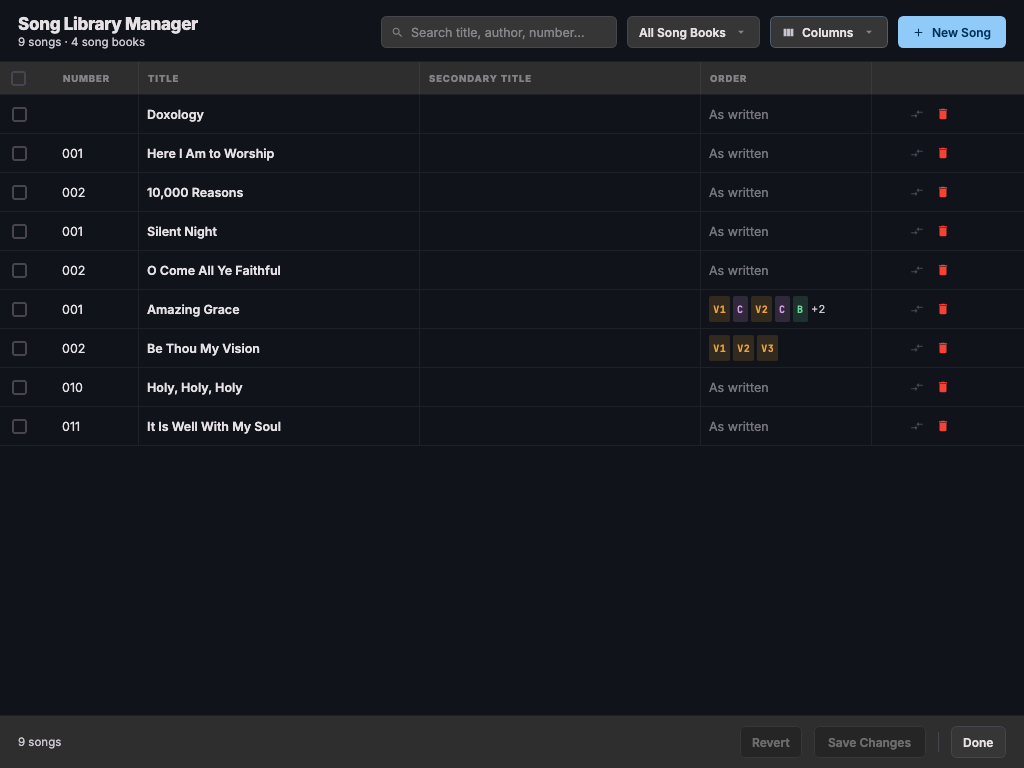 Song Library Manager
9 songs · 4 song books
Search title, author, number...
All Song Books
Columns
+ New Song
NUMBER TITLE SECONDARY TITLE ORDER
Doxology As written
001 Here I Am to Worship As written
002 10,000 Reasons As written
001 Silent Night As written
002 O Come All Ye Faithful As written
001 Amazing Grace V1 C V2 C B +2
002 Be Thou My Vision V1 V2 V3
010 Holy, Holy, Holy As written
011 It Is Well With My Soul As written
9 songs Revert Save Changes Done